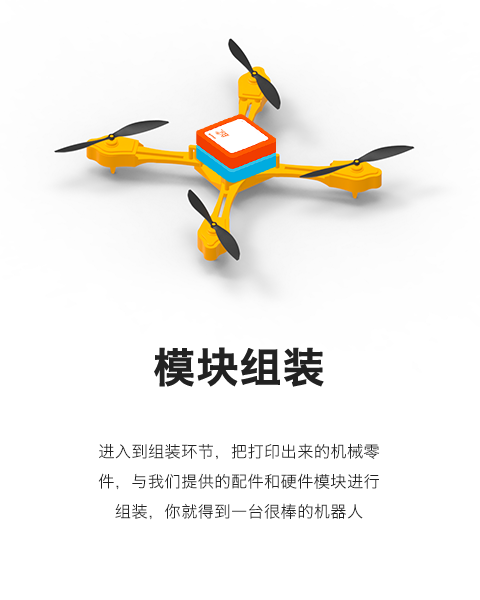 模块组装
进入到组装环节，把打印出来的机械零
件，与我们提供的配件和硬件模块进行
组装，你就得到一台很棒的机器人